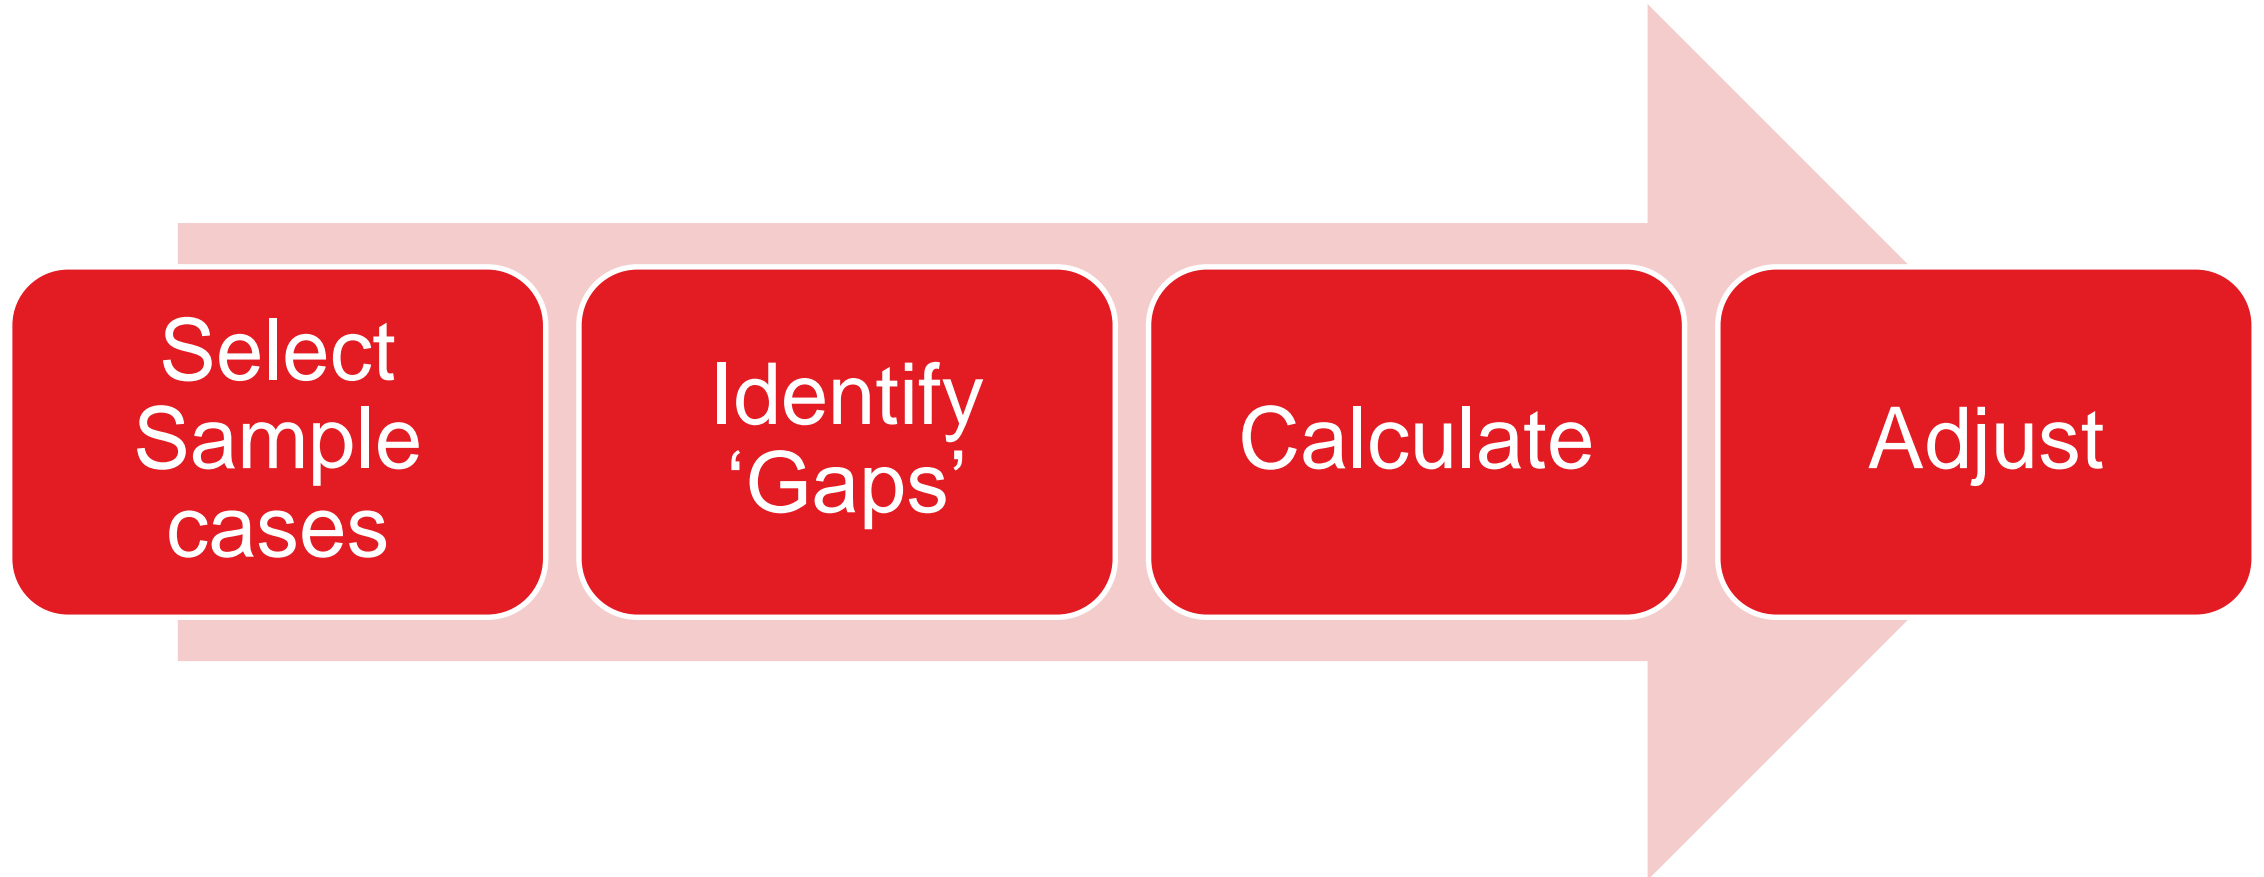 Select
Sample
cases
Identify
‘Gaps’
Calculate
Adjust